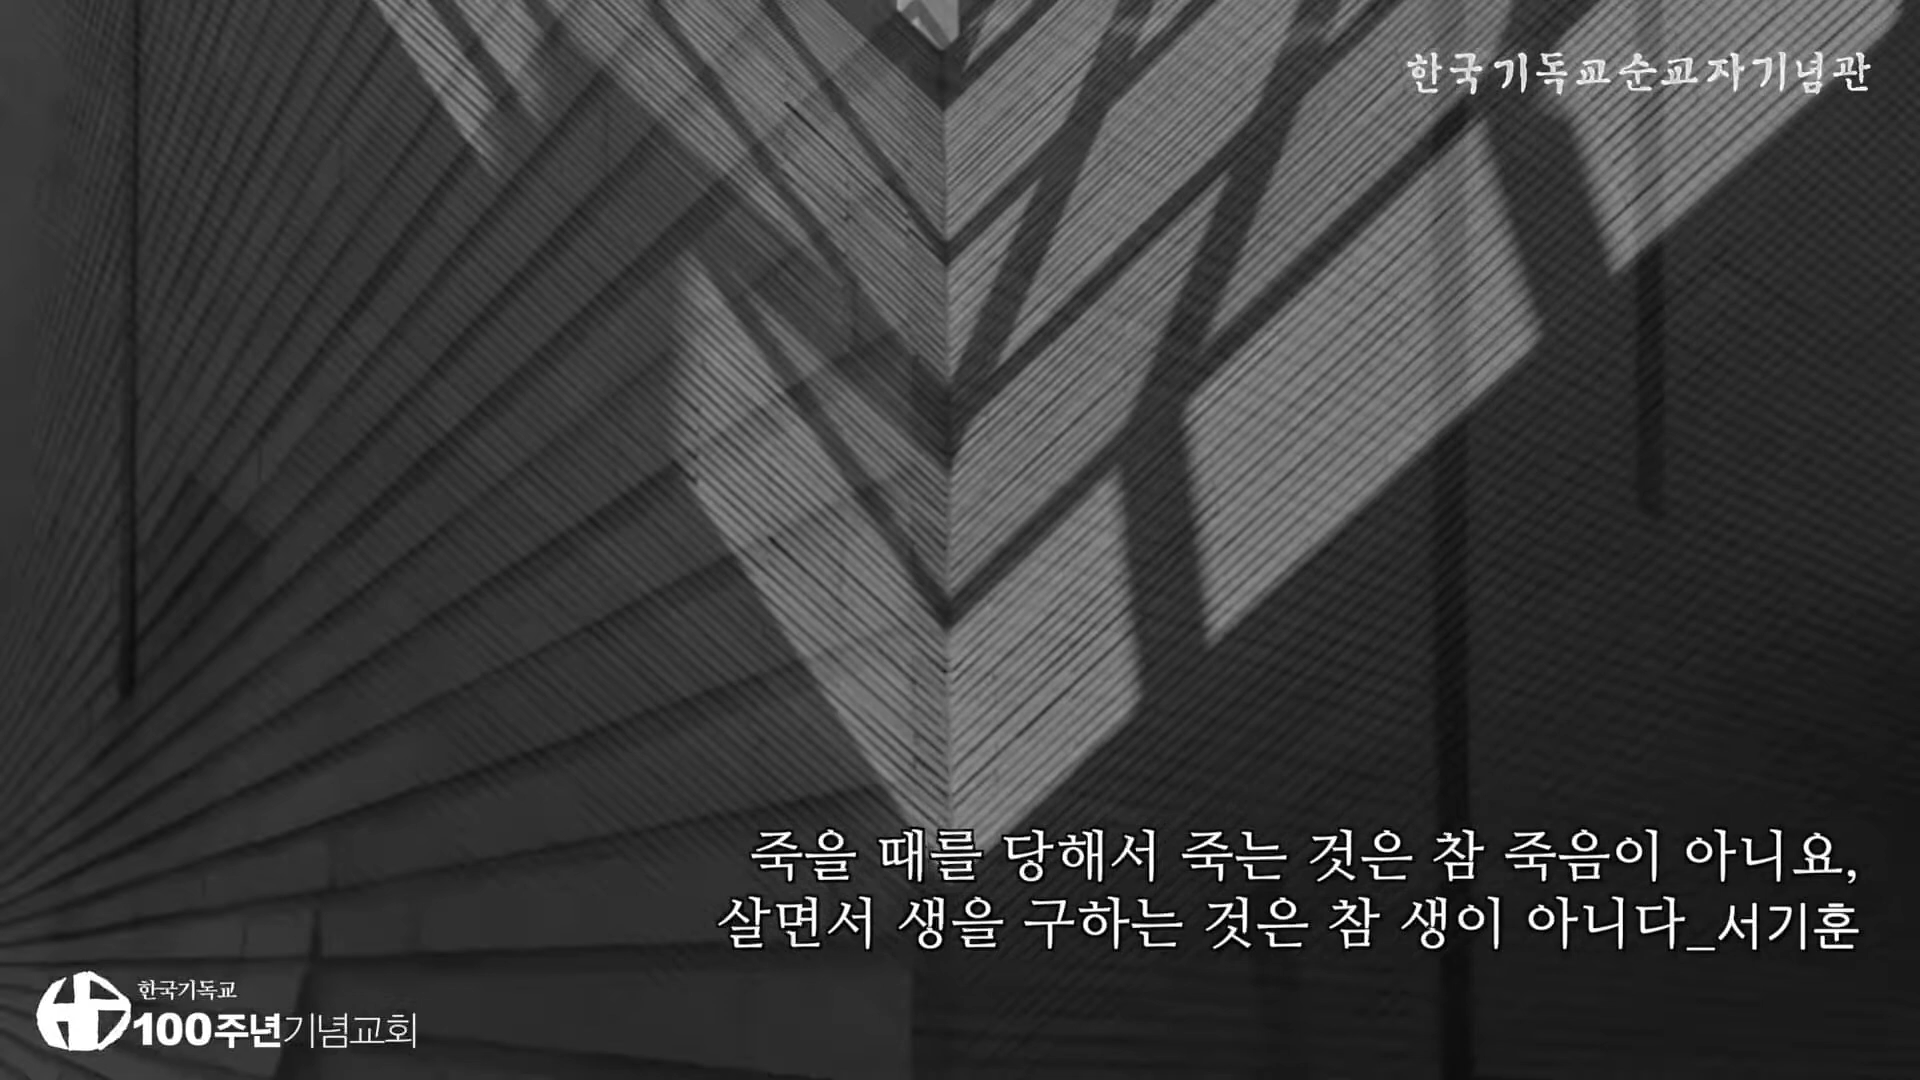 한국기독교순교자기념관
죽을 때를 당해서 죽는 것은 참 죽음이 아니요,
살면서 생을 구하는 것은 참 생이 아니다_서기훈
한국기독교
100주년기념교회